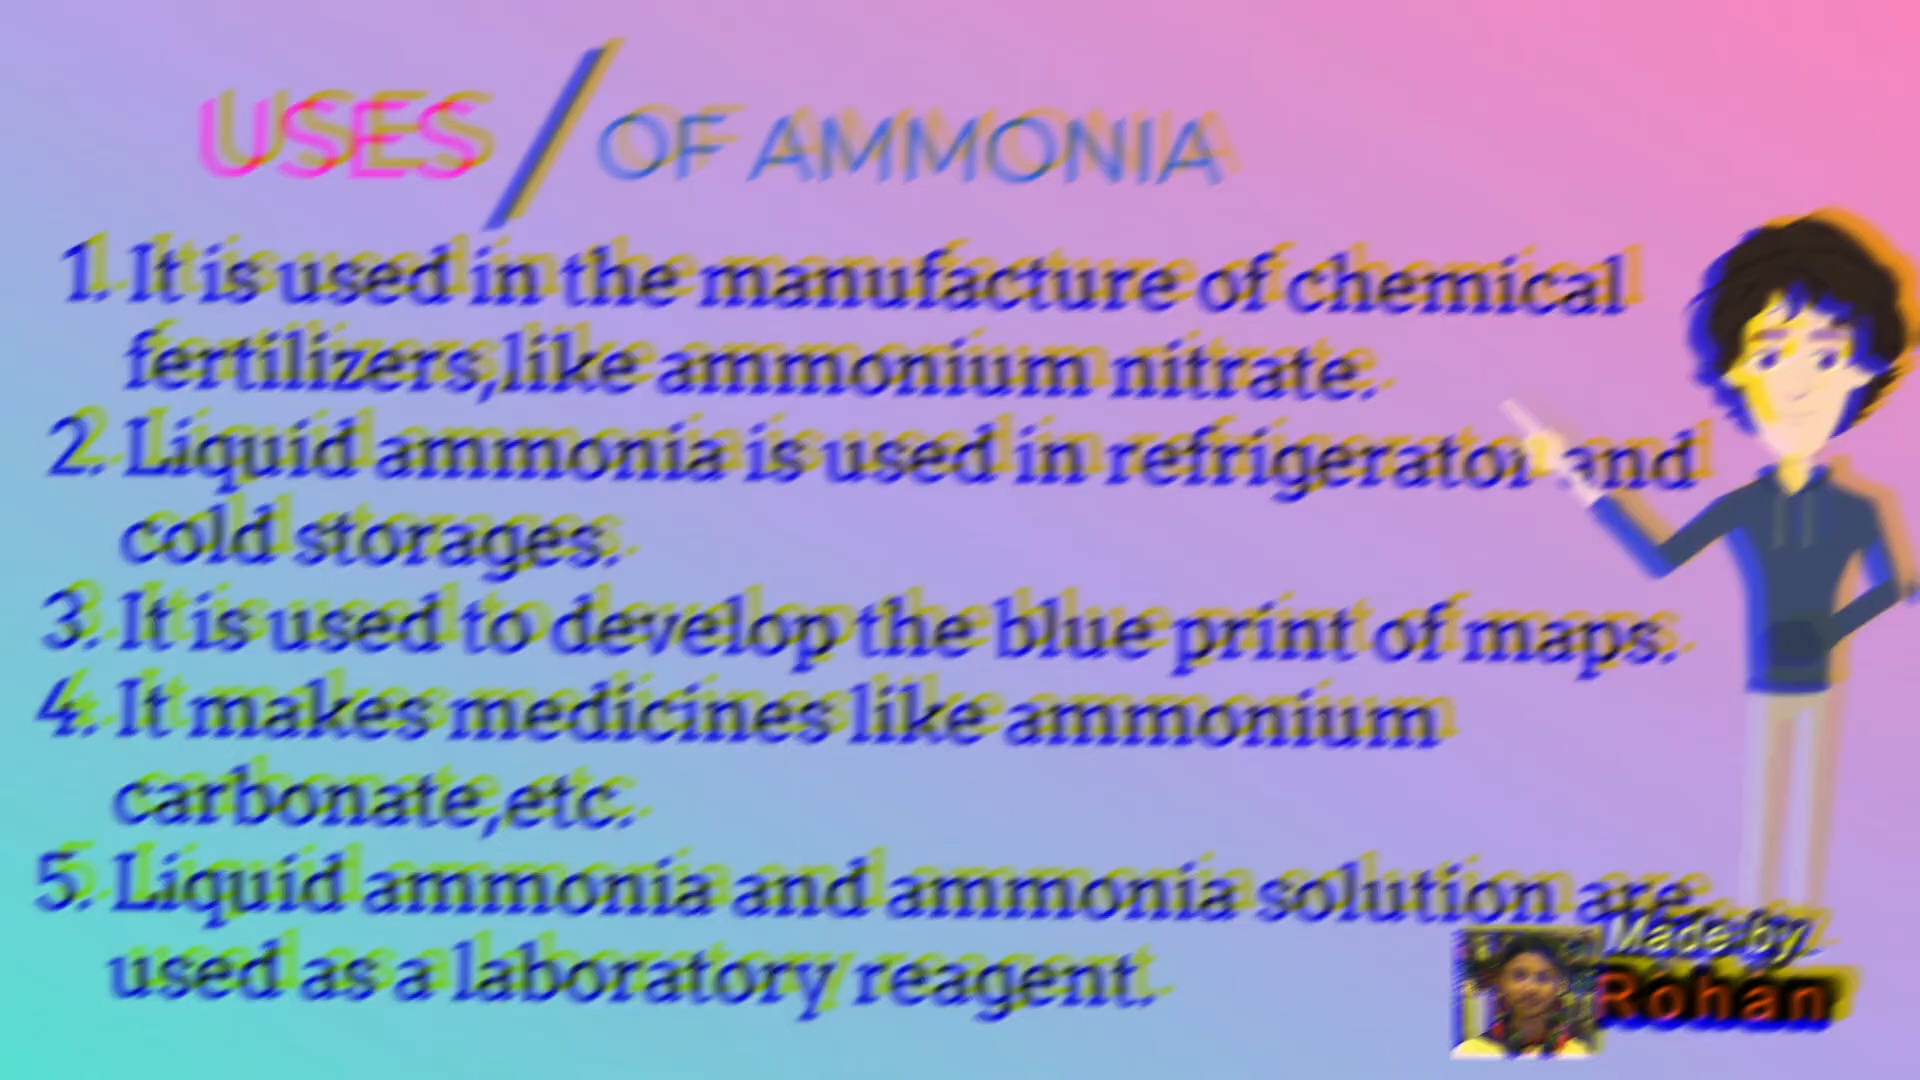 USES / OF AMMONIA
1. It is used in the manufacture of chemical
fertilizers,like ammonium nitrate.
2. Liquid ammonia is used in refrigerator and
cold storages.
3. It is used to develop the blue print of maps.
4. It makes medicines like ammonium
carbonate,etc.
5. Liquid ammonia and ammonia solution are
used as a laboratory reagent.
Made by
Rohan